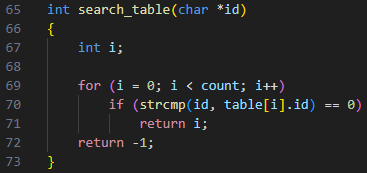 65 int search_table(char *id)
66 {
67     int i;
68
69     for (i = 0; i < count; i++)
70         if (strcmp(id, table[i].id) == 0)
71             return i;
72     return -1;
73 }